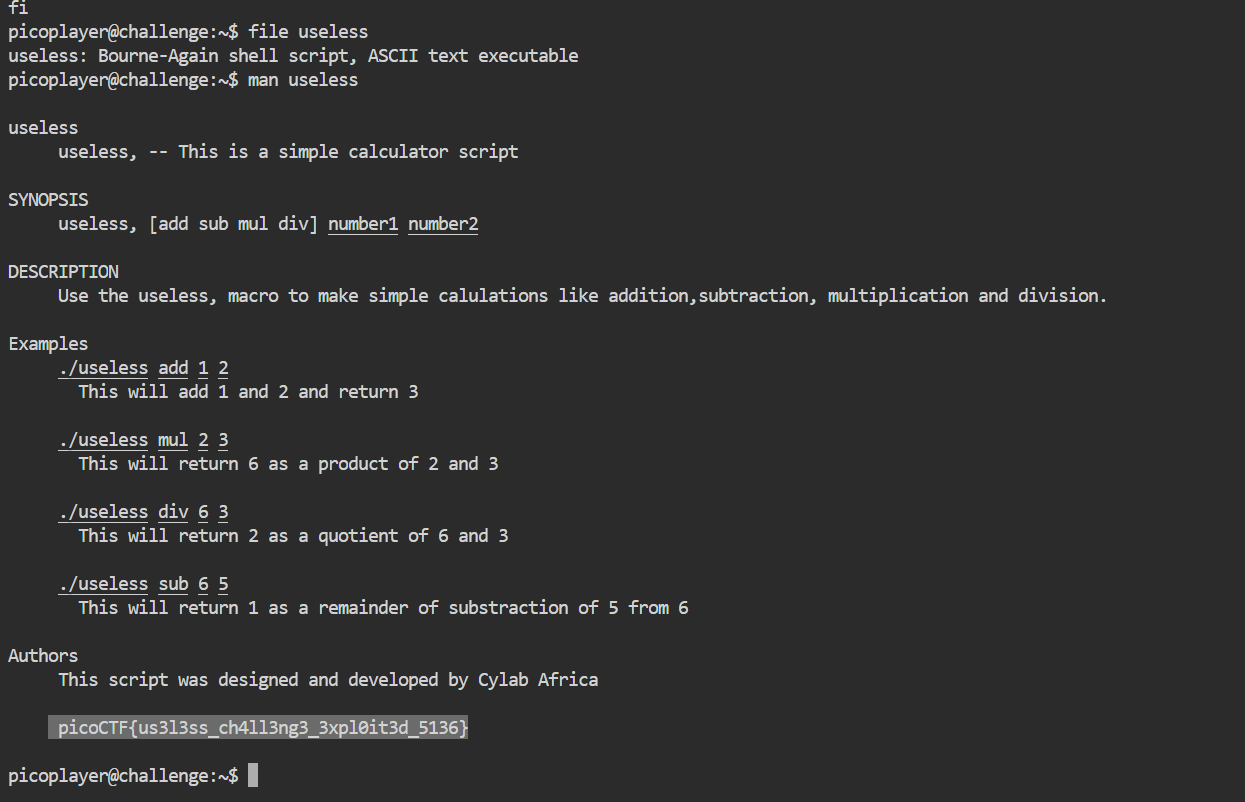 fi
picoplayer@challenge:~$ file useless
useless: Bourne-Again shell script, ASCII text executable
picoplayer@challenge:~$ man useless
useless
useless, -- This is a simple calculator script
SYNOPSIS
useless, [add sub mul div] number1 number2
DESCRIPTION
Use the useless, macro to make simple calulations like addition,subtraction, multiplication and division.
Examples
./useless add 1 2
This will add 1 and 2 and return 3
./useless mul 2 3
This will return 6 as a product of 2 and 3
./useless div 6 3
This will return 2 as a quotient of 6 and 3
./useless sub 6 5
This will return 1 as a remainder of substraction of 5 from 6
Authors
This script was designed and developed by Cylab Africa
picoCTF{us3l3ss_ch4ll3ng3_3xpl0it3d_5136}
picoplayer@challenge:~$